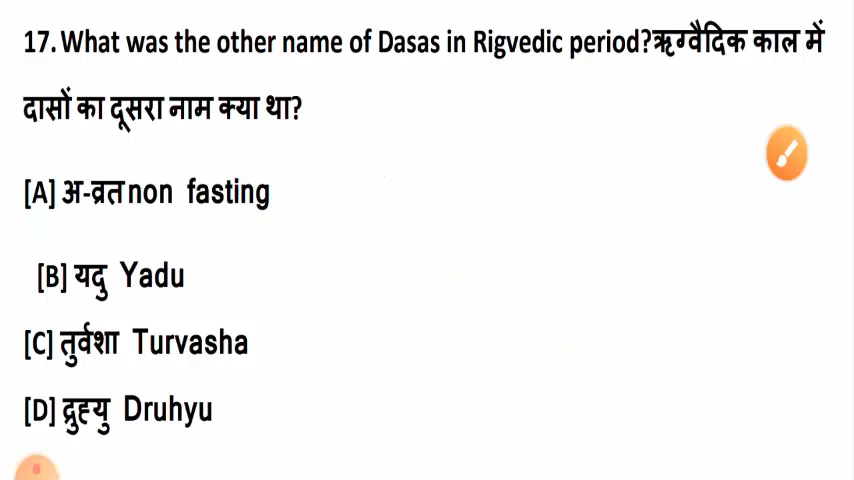 17. What was the other name of Dasas in Rigvedic period?ऋग्वैदिक काल में
दासों का दूसरा नाम क्या था?
[A] अ-व्रत non fasting
[B] यदु Yadu
[C] तुर्वशा Turvasha
[D] द्रुह्यु Druhyu